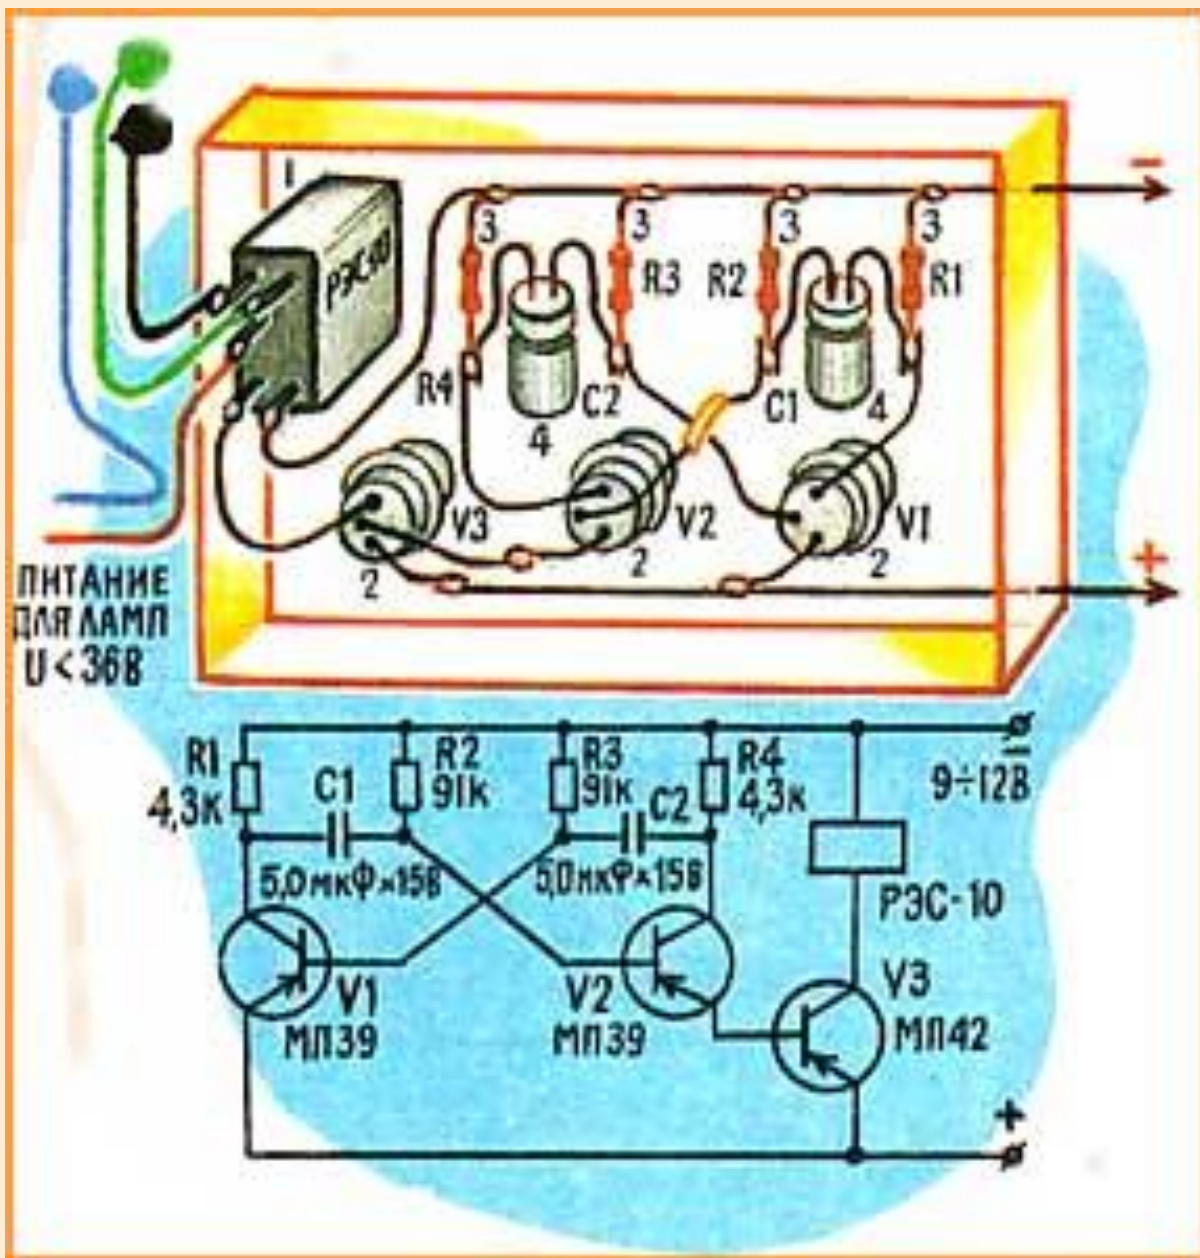 1
РЭС10
3
3
3
3
R3
R2
R1
R4
C2
C1
4
4
V3
V2
V1
2
2
2
−
+
ПИТАНИЕ
ДЛЯ ЛАМП
U < 36В
R1
4,3к
C1
R2
91к
R3
91к
C2
R4
4,3к
−
9÷12В
5,0мкФ×15В
5,0мкФ×15В
РЭС-10
V1
МП39
V2
МП39
V3
МП42
+